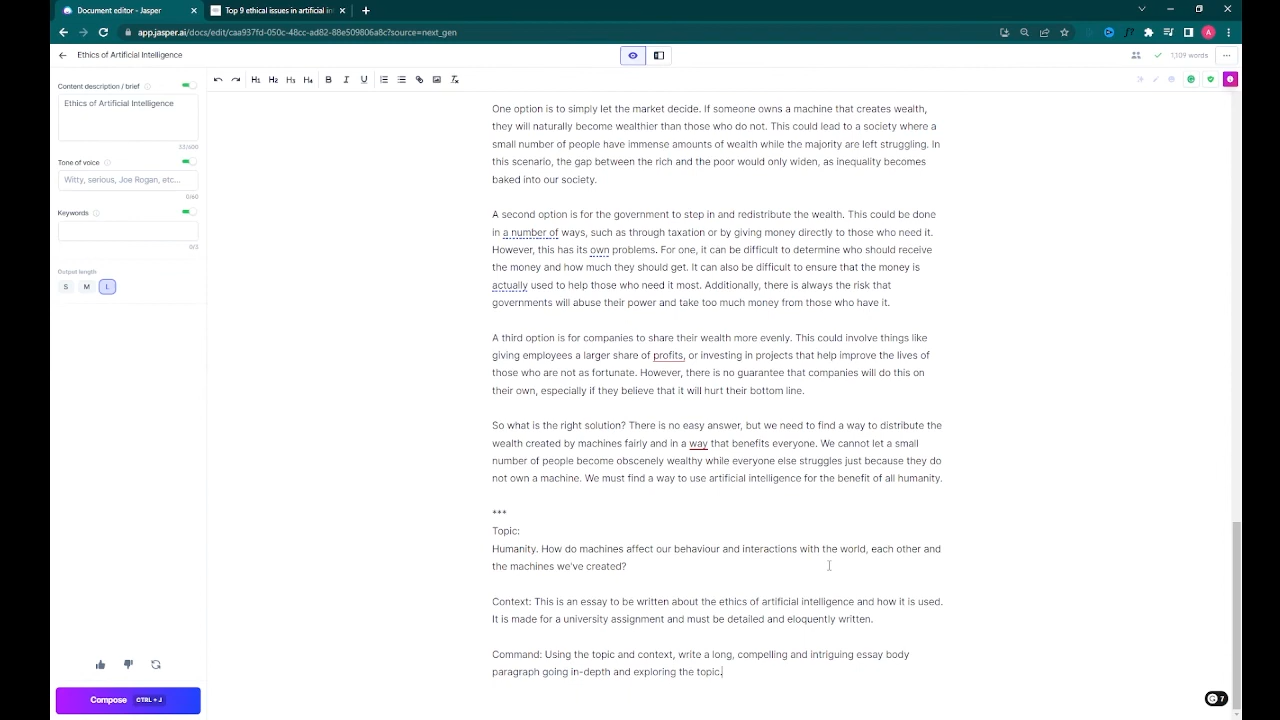 Document editor - Jasper
Top 9 ethical issues in artificial in
app.jasper.ai/docs/edit/caa937fd-050c-48cc-ad82-88e509806a8c?source=next_gen
A
Ethics of Artificial Intelligence
1,109 words
H1 H2 H3 H4 B I U
Content description / brief
Ethics of Artificial Intelligence
33/600
Tone of voice
Witty, serious, Joe Rogan, etc...
0/60
Keywords
0/3
Output length
S M L
One option is to simply let the market decide. If someone owns a machine that creates wealth,
they will naturally become wealthier than those who do not. This could lead to a society where a
small number of people have immense amounts of wealth while the majority are left struggling. In
this scenario, the gap between the rich and the poor would only widen, as inequality becomes
baked into our society.
A second option is for the government to step in and redistribute the wealth. This could be done
in a number of ways, such as through taxation or by giving money directly to those who need it.
However, this has its own problems. For one, it can be difficult to determine who should receive
the money and how much they should get. It can also be difficult to ensure that the money is
actually used to help those who need it most. Additionally, there is always the risk that
governments will abuse their power and take too much money from those who have it.
A third option is for companies to share their wealth more evenly. This could involve things like
giving employees a larger share of profits, or investing in projects that help improve the lives of
those who are not as fortunate. However, there is no guarantee that companies will do this on
their own, especially if they believe that it will hurt their bottom line.
So what is the right solution? There is no easy answer, but we need to find a way to distribute the
wealth created by machines fairly and in a way that benefits everyone. We cannot let a small
number of people become obscenely wealthy while everyone else struggles just because they do
not own a machine. We must find a way to use artificial intelligence for the benefit of all humanity.
***
Topic:
Humanity. How do machines affect our behaviour and interactions with the world, each other and
the machines we've created?
Context: This is an essay to be written about the ethics of artificial intelligence and how it is used.
It is made for a university assignment and must be detailed and eloquently written.
Command: Using the topic and context, write a long, compelling and intriguing essay body
paragraph going in-depth and exploring the topic.
Compose CTRL + J
7